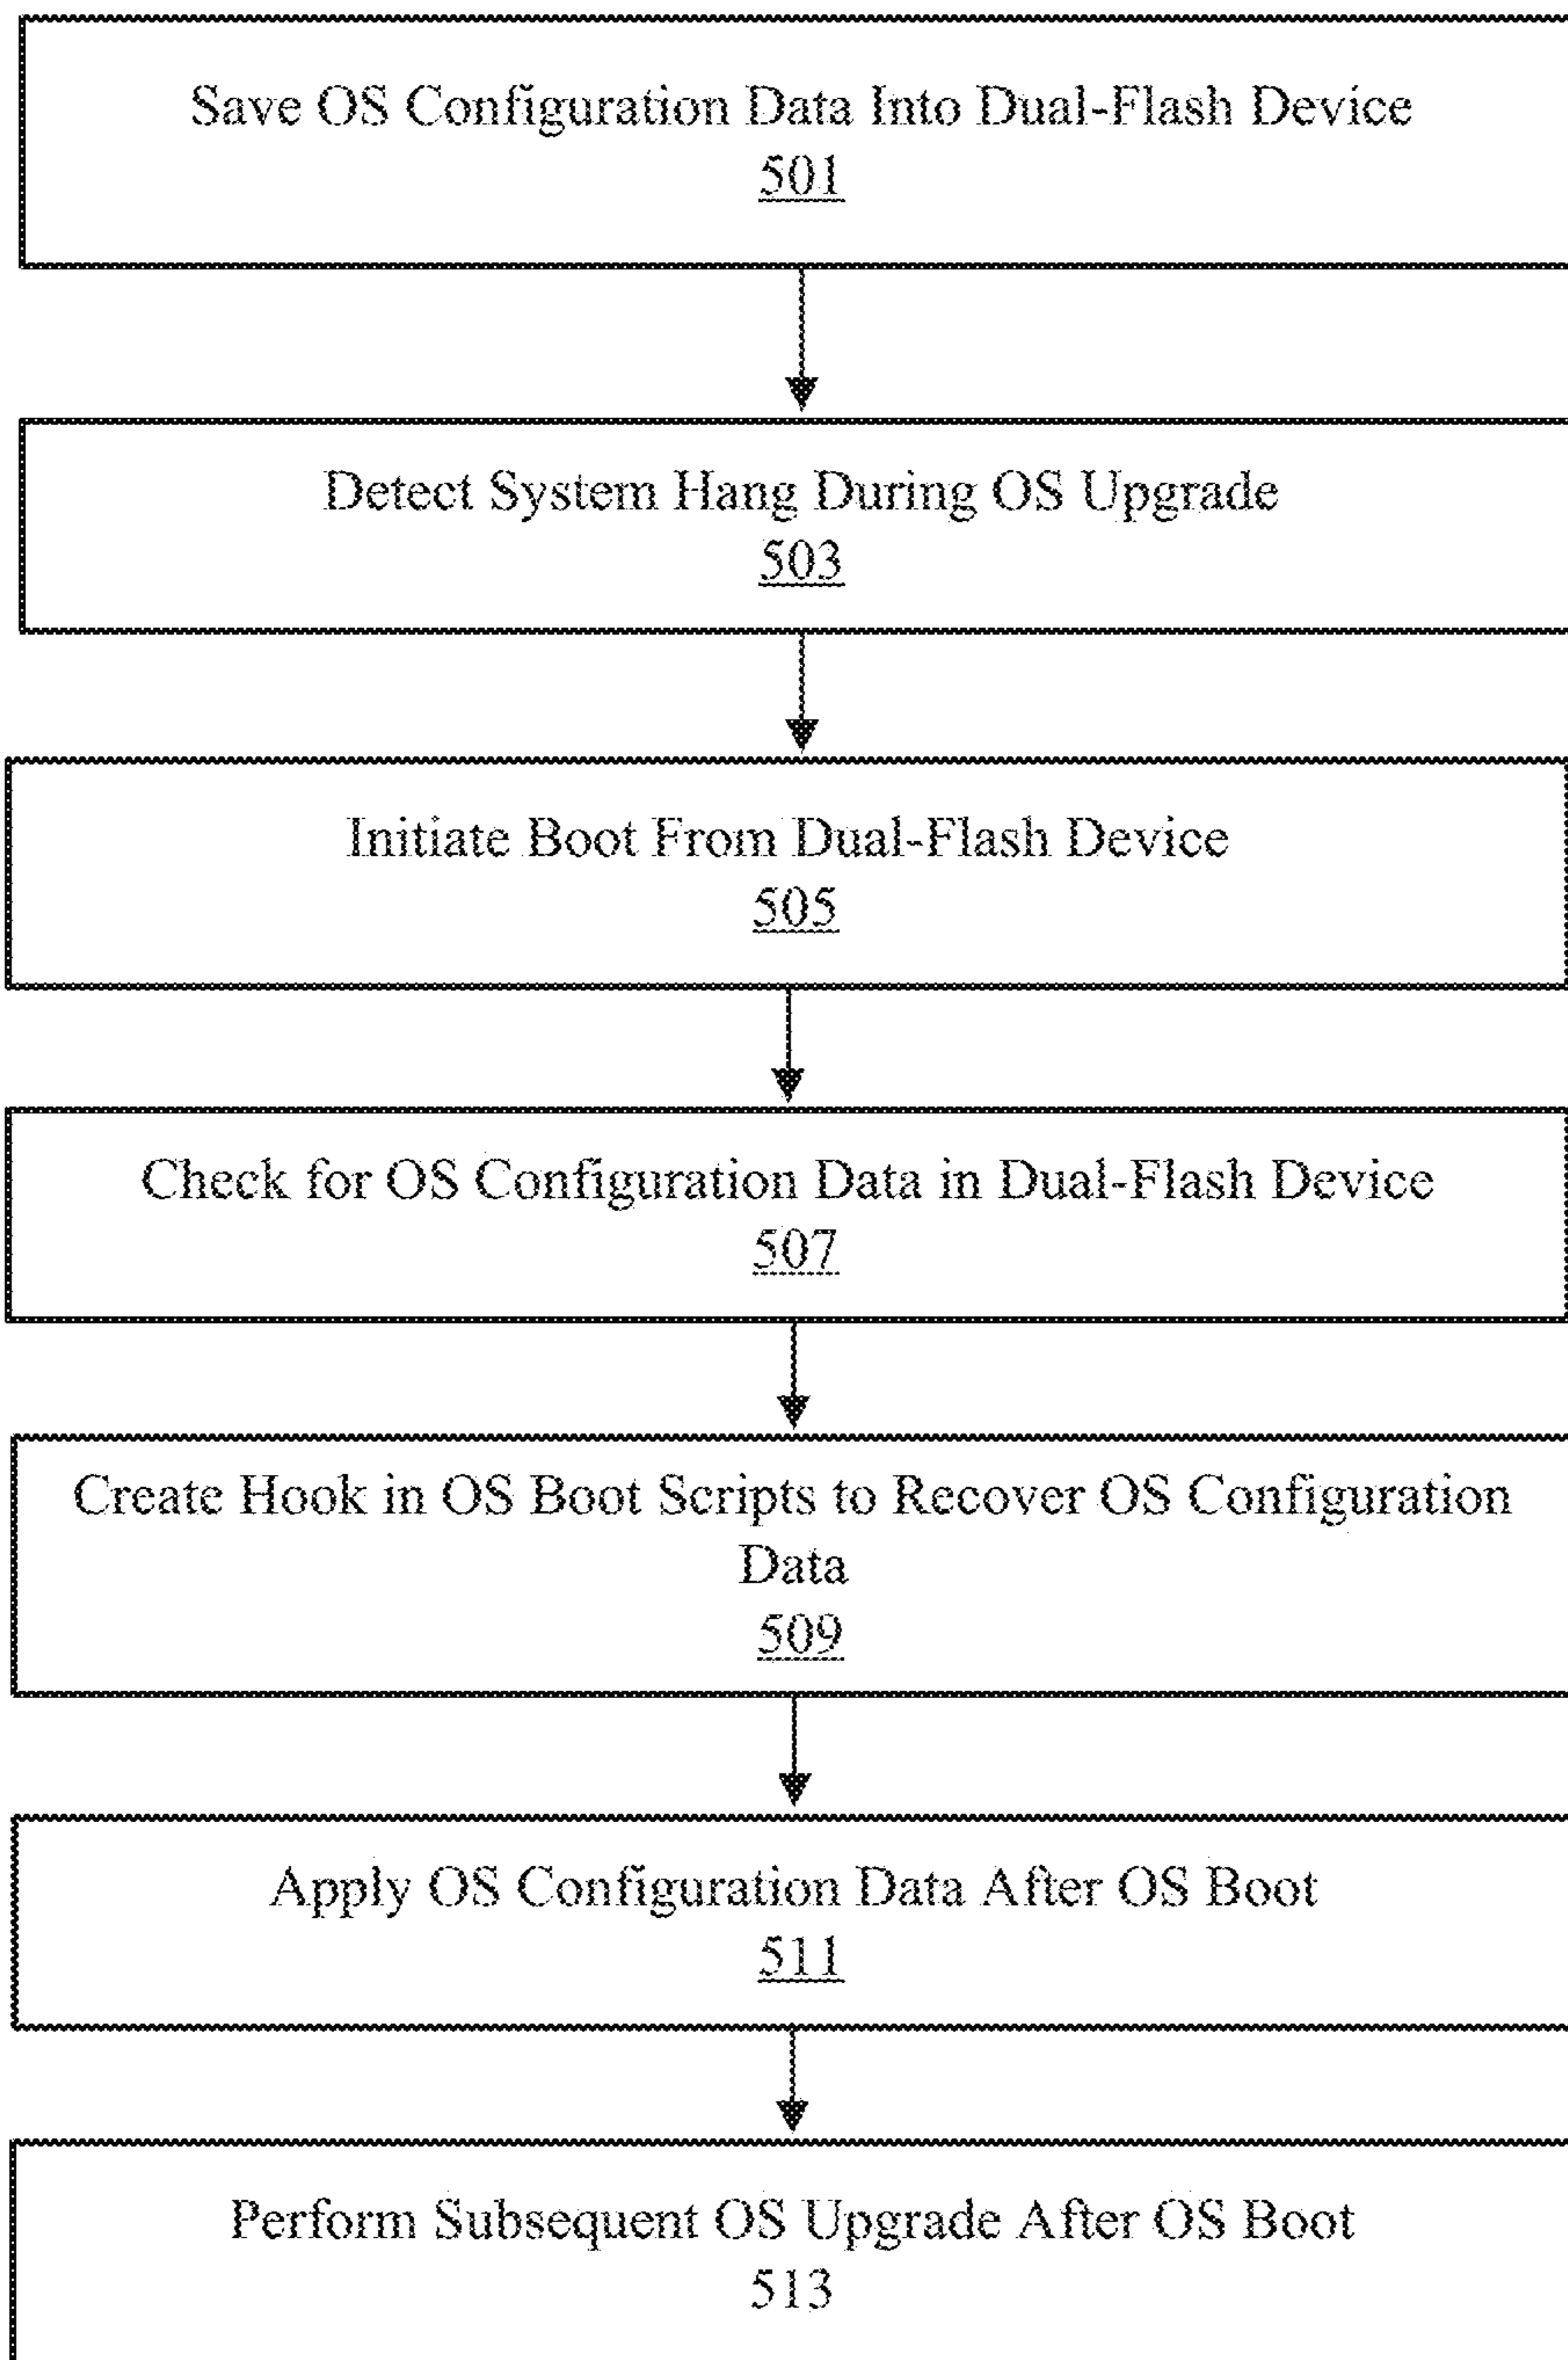 Save OS Configuration Data Into Dual-Flash Device
501
Detect System Hang During OS Upgrade
503
Initiate Boot From Dual-Flash Device
505
Check for OS Configuration Data in Dual-Flash Device
507
Create Hook in OS Boot Scripts to Recover OS Configuration
Data
509
Apply OS Configuration Data After OS Boot
511
Perform Subsequent OS Upgrade After OS Boot
513